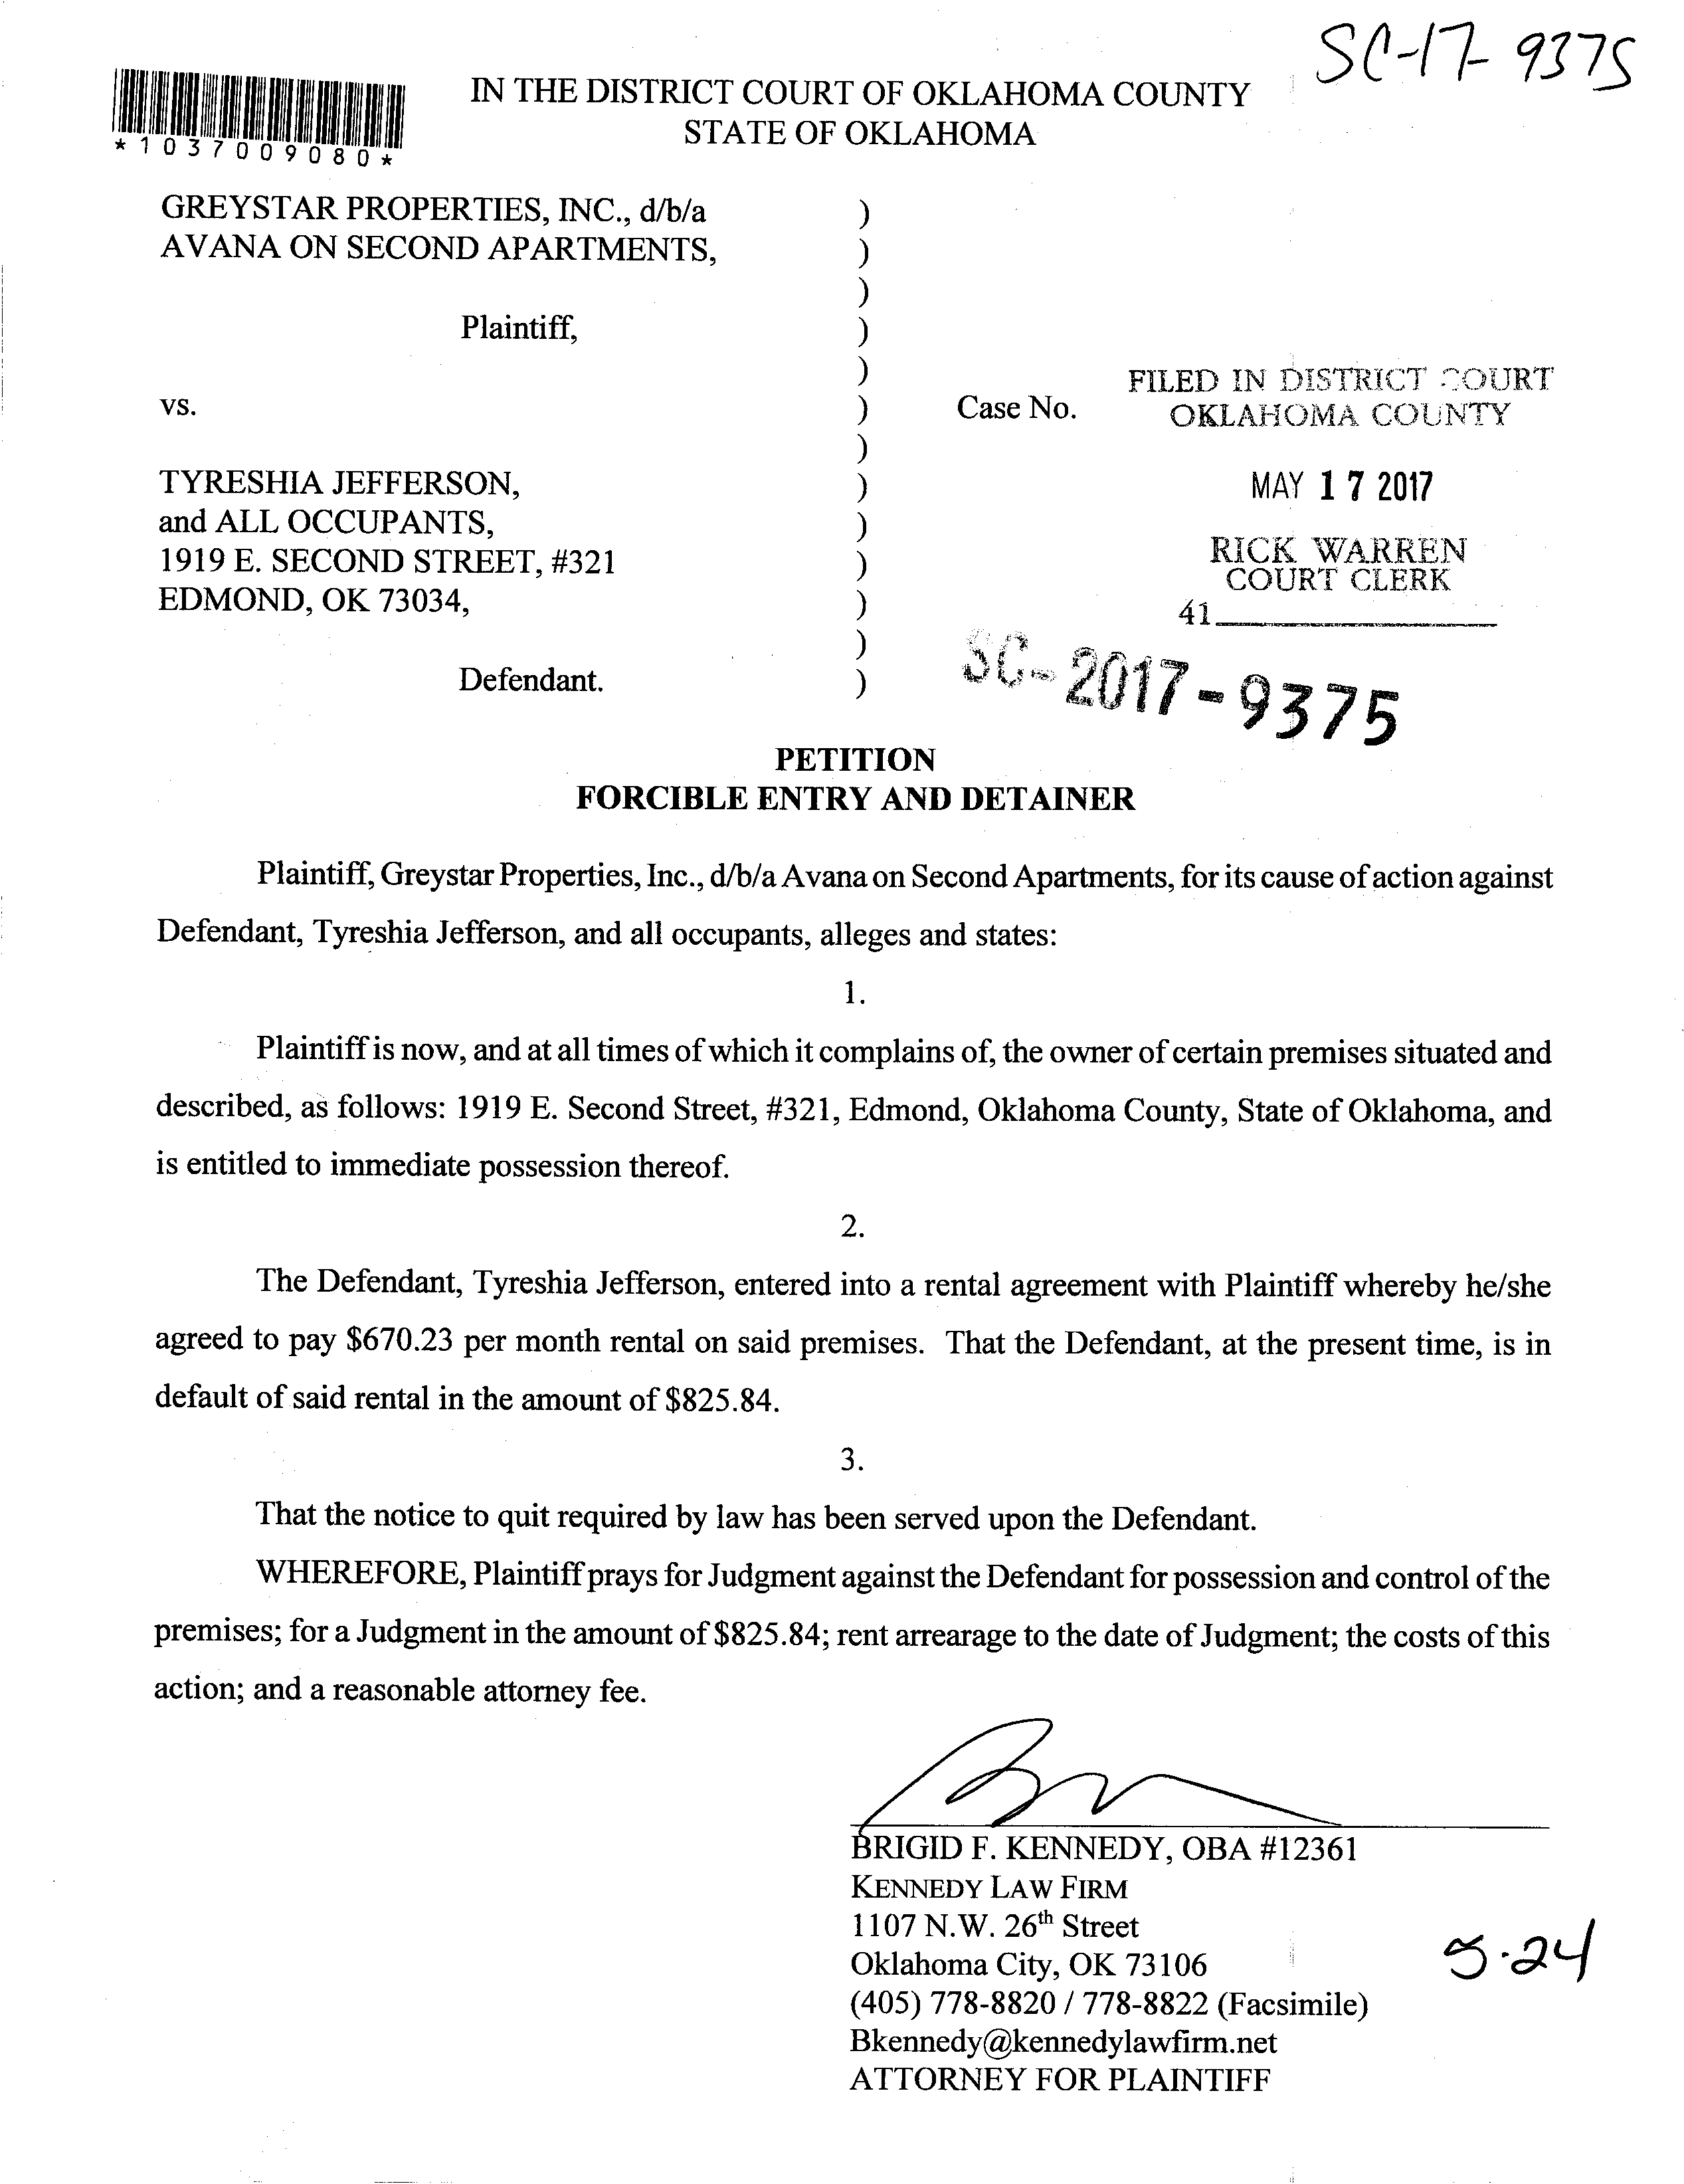 SC-17-9375
IN THE DISTRICT COURT OF OKLAHOMA COUNTY
STATE OF OKLAHOMA
*1037009080*
GREYSTAR PROPERTIES, INC., d/b/a )
AVANA ON SECOND APARTMENTS, )
)
Plaintiff, )
)
FILED IN DISTRICT COURT
vs. ) Case No. OKLAHOMA COUNTY
)
TYRESHIA JEFFERSON, ) MAY 17 2017
and ALL OCCUPANTS, )
1919 E. SECOND STREET, #321 ) RICK WARREN
COURT CLERK
EDMOND, OK 73034, ) 41
)
Defendant. ) SC-2017-9375
PETITION
FORCIBLE ENTRY AND DETAINER
Plaintiff, Greystar Properties, Inc., d/b/a Avana on Second Apartments, for its cause of action against
Defendant, Tyreshia Jefferson, and all occupants, alleges and states:
1.
Plaintiff is now, and at all times of which it complains of, the owner of certain premises situated and
described, as follows: 1919 E. Second Street, #321, Edmond, Oklahoma County, State of Oklahoma, and
is entitled to immediate possession thereof.
2.
The Defendant, Tyreshia Jefferson, entered into a rental agreement with Plaintiff whereby he/she
agreed to pay $670.23 per month rental on said premises. That the Defendant, at the present time, is in
default of said rental in the amount of $825.84.
3.
That the notice to quit required by law has been served upon the Defendant.
WHEREFORE, Plaintiff prays for Judgment against the Defendant for possession and control of the
premises; for a Judgment in the amount of $825.84; rent arrearage to the date of Judgment; the costs of this
action; and a reasonable attorney fee.
BRIGID F. KENNEDY, OBA #12361
KENNEDY LAW FIRM
1107 N.W. 26th Street
Oklahoma City, OK 73106
5-24
(405) 778-8820 / 778-8822 (Facsimile)
Bkennedy@kennedylawfirm.net
ATTORNEY FOR PLAINTIFF